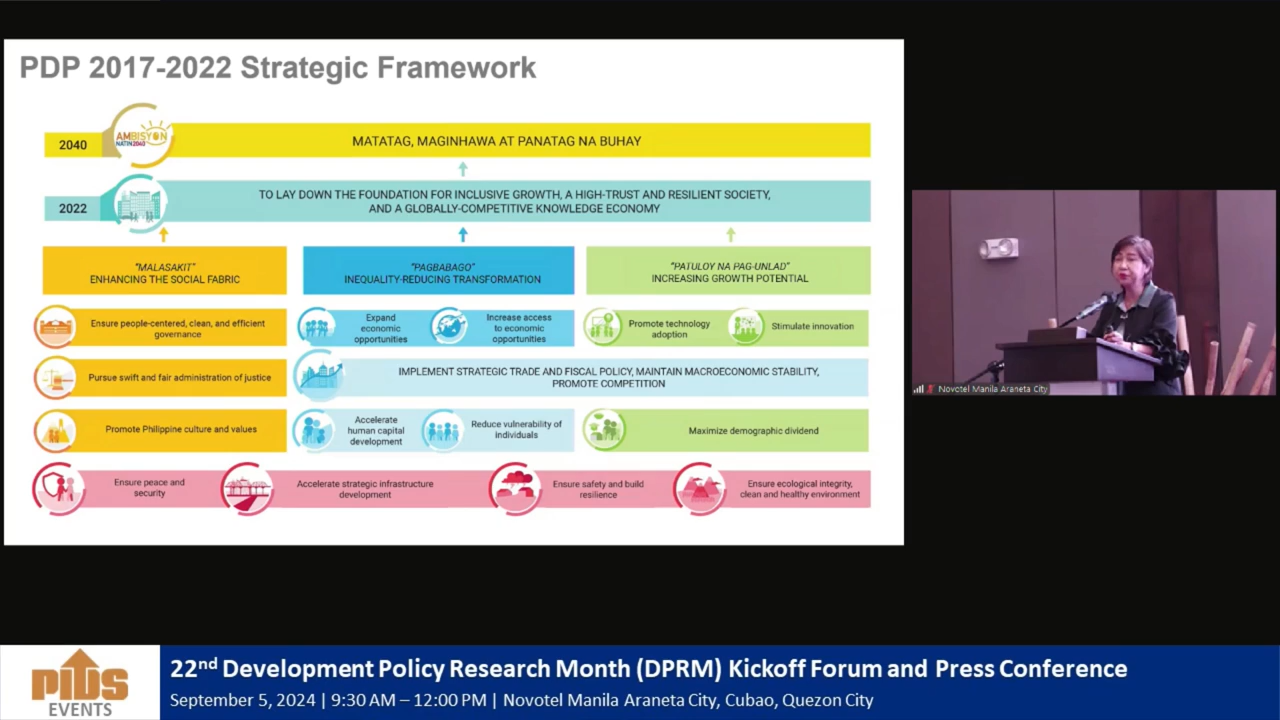 PDP 2017-2022 Strategic Framework
2040
AMBISYON
NATIN2040
MATATAG, MAGINHAWA AT PANATAG NA BUHAY
2022
TO LAY DOWN THE FOUNDATION FOR INCLUSIVE GROWTH, A HIGH-TRUST AND RESILIENT SOCIETY,
AND A GLOBALLY-COMPETITIVE KNOWLEDGE ECONOMY
"MALASAKIT"
ENHANCING THE SOCIAL FABRIC
"PAGBABAGO"
INEQUALITY-REDUCING TRANSFORMATION
"PATULOY NA PAG-UNLAD"
INCREASING GROWTH POTENTIAL
Ensure people-centered, clean, and efficient
governance
Expand
economic
opportunities
Increase access
to economic
opportunities
Promote technology
adoption
Stimulate innovation
Pursue swift and fair administration of justice
IMPLEMENT STRATEGIC TRADE AND FISCAL POLICY, MAINTAIN MACROECONOMIC STABILITY,
PROMOTE COMPETITION
Promote Philippine culture and values
Accelerate
human capital
development
Reduce vulnerability of
individuals
Maximize demographic dividend
Ensure peace and
security
Accelerate strategic infrastructure
development
Ensure safety and build
resilience
Ensure ecological integrity,
clean and healthy environment
Novotel Manila Araneta City
PIDS
EVENTS
22nd Development Policy Research Month (DPRM) Kickoff Forum and Press Conference
September 5, 2024 | 9:30 AM – 12:00 PM | Novotel Manila Araneta City, Cubao, Quezon City